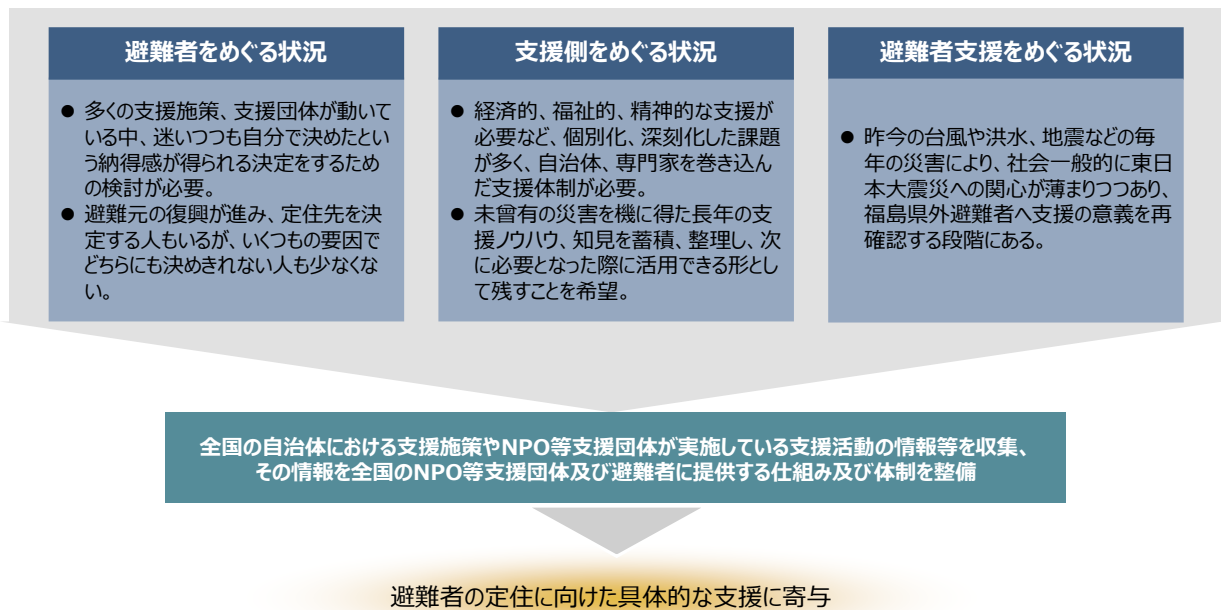 避難者をめぐる状況
● 多くの支援施策、支援団体が動いて
いる中、迷いつつも自分で決めたとい
う納得感が得られる決定をするため
の検討が必要。
● 避難元の復興が進み、定住先を決
定する人もいるが、いくつもの要因で
どちらにも決めきれない人も少なくな
い。
支援側をめぐる状況
● 経済的、福祉的、精神的な支援が
必要など、個別化、深刻化した課題
が多く、自治体、専門家を巻き込ん
だ支援体制が必要。
● 未曾有の災害を機に得た長年の支
援ノウハウ、知見を蓄積、整理し、次
に必要となった際に活用できる形とし
て残すことを希望。
避難者支援をめぐる状況
● 昨今の台風や洪水、地震などの毎
年の災害により、社会一般的に東日
本大震災への関心が薄まりつつあり、
福島県外避難者へ支援の意義を再
確認する段階にある。
全国の自治体における支援施策やNPO等支援団体が実施している支援活動の情報等を収集、
その情報を全国のNPO等支援団体及び避難者に提供する仕組み及び体制を整備
避難者の定住に向けた具体的な支援に寄与